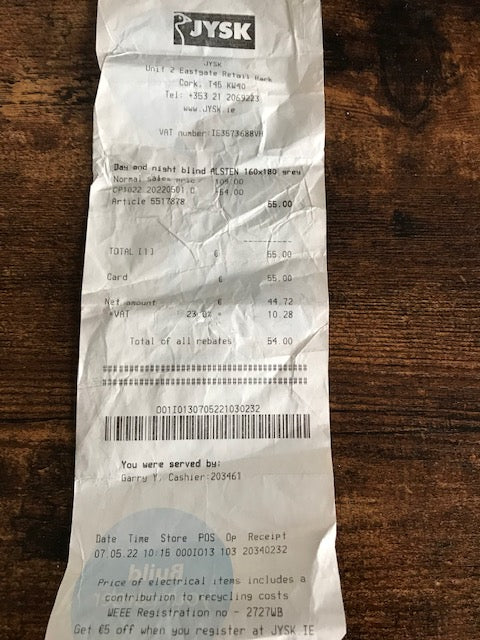 JYSK
JYSK
Unit 2 Eastgate Retail Park
Cork, T45 KW40
Tel: +353 21 2069223
www.JYSK.ie
VAT number:IE3573688VH
Day and night blind ALSTEN 160x180 grey
Normal sales price 109.00
CP1022 20220501.C -54.00
Article 5517878 55.00
TOTAL [1] € 55.00
Card € 55.00
Net amount € 44.72
*VAT 23.0% * 10.28
Total of all rebates 54.00
001I0130705221030232
You were served by:
Garry Y. Cashier:203461
Date Time Store POS Op Receipt
07.05.22 10:16 000I013 103 20340232
Price of electrical items includes a
contribution to recycling costs
WEEE Registration no - 2727WB
Get €5 off when you register at JYSK.IE